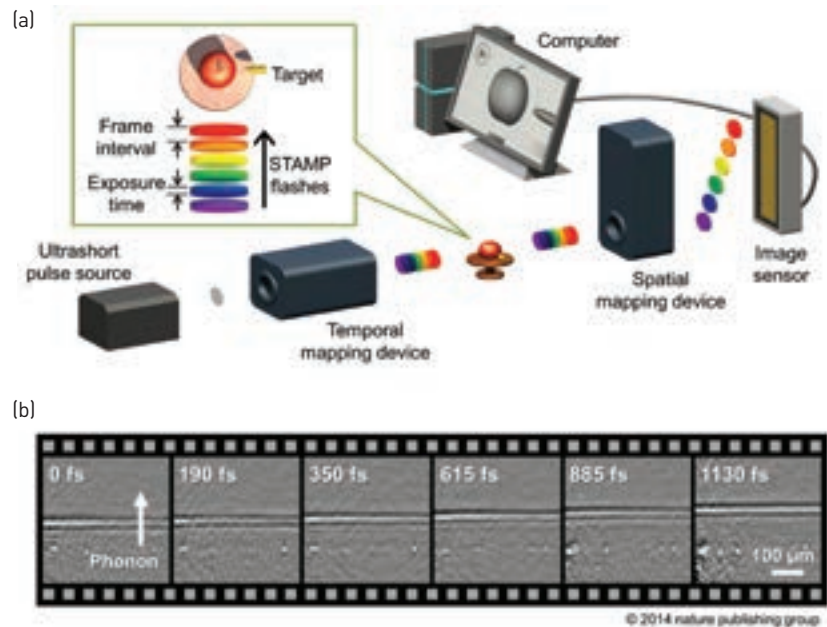 (a)
Computer
Target
Frame
interval
STAMP
flashes
Exposure
time
Ultrashort
pulse source
Temporal
mapping device
Spatial
mapping device
Image
sensor
(b)
0 fs
190 fs
350 fs
615 fs
885 fs
1130 fs
Phonon
100 μm
© 2014 nature publishing group